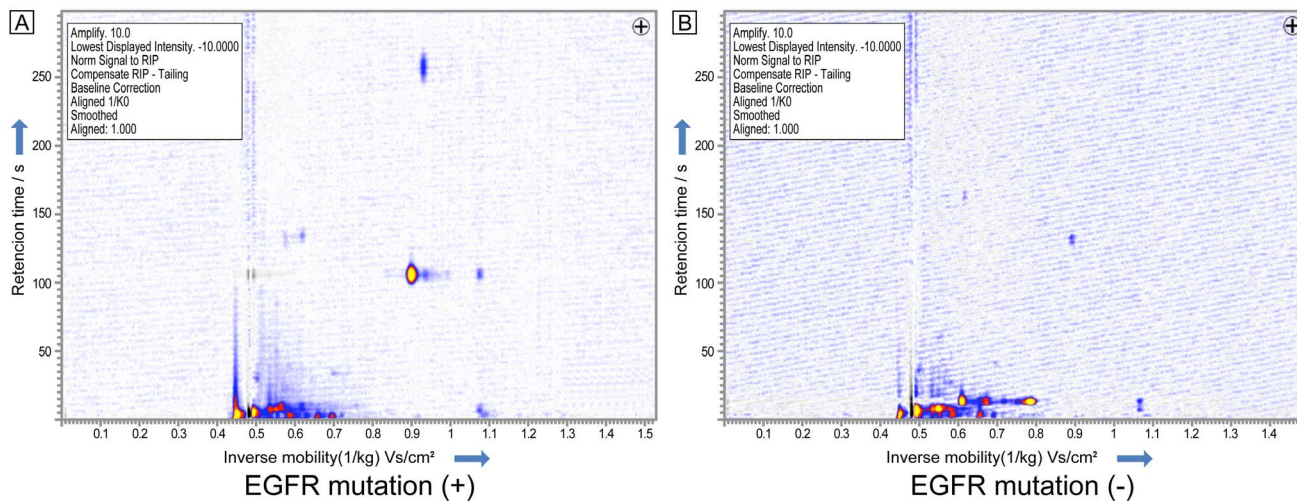 A
Amplify. 10.0
Lowest Displayed Intensity. -10.0000
Norm Signal to RIP
Compensate RIP - Tailing
Baseline Correction
Aligned 1/K0
Smoothed
Aligned: 1.000
Retencion time / s
250
200
150
100
50
0.1 0.2 0.3 0.4 0.5 0.6 0.7 0.8 0.9 1.0 1.1 1.2 1.3 1.4 1.5
Inverse mobility(1/kg) Vs/cm²
EGFR mutation (+)
B
Amplify. 10.0
Lowest Displayed Intensity. -10.0000
Norm Signal to RIP
Compensate RIP - Tailing
Baseline Correction
Aligned 1/K0
Smoothed
Aligned: 1.000
Retencion time / s
250
200
150
100
50
0.1 0.2 0.3 0.4 0.5 0.6 0.7 0.8 0.9 1.0 1.1 1.2 1.3 1.4
Inverse mobility(1/kg) Vs/cm²
EGFR mutation (-)